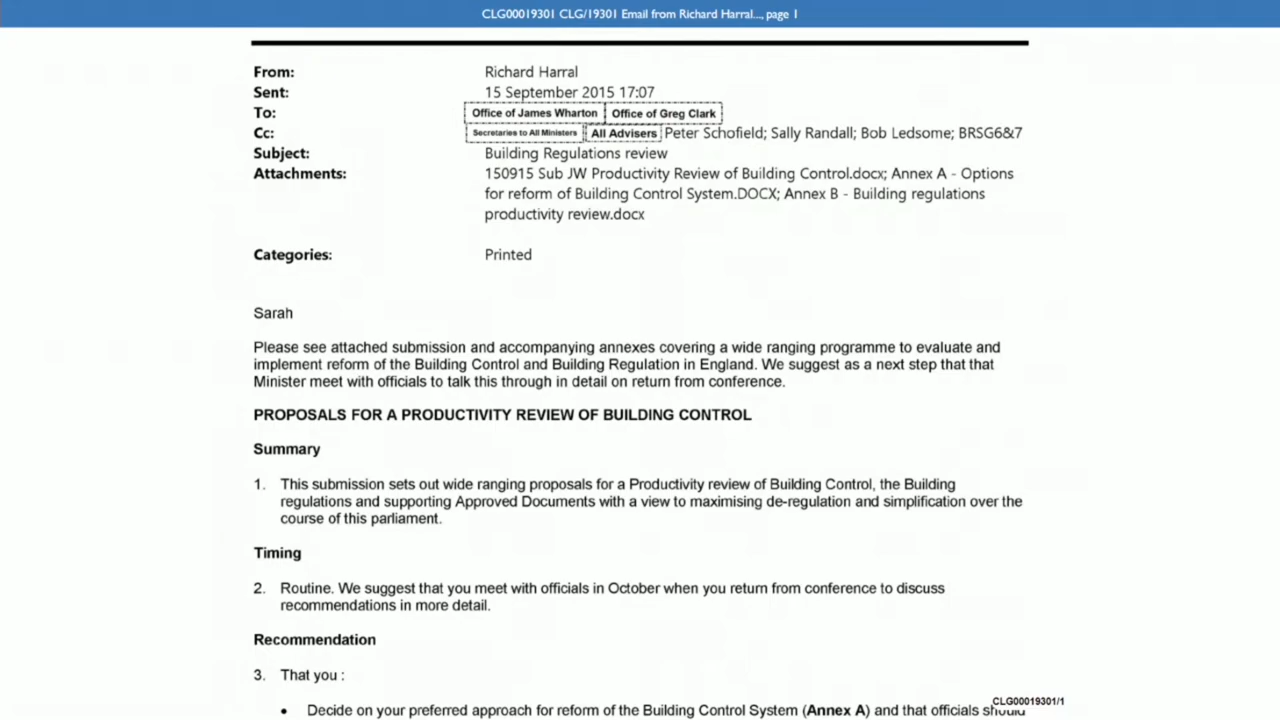 CLG00019301 CLG/19301 Email from Richard Harral..., page 1
From: Richard Harral
Sent: 15 September 2015 17:07
To: Office of James Wharton Office of Greg Clark
Cc: Secretaries to All Ministers All Advisers Peter Schofield; Sally Randall; Bob Ledsome; BRSG6&7
Subject: Building Regulations review
Attachments: 150915 Sub JW Productivity Review of Building Control.docx; Annex A - Options
for reform of Building Control System.DOCX; Annex B - Building regulations
productivity review.docx
Categories: Printed
Sarah
Please see attached submission and accompanying annexes covering a wide ranging programme to evaluate and
implement reform of the Building Control and Building Regulation in England. We suggest as a next step that that
Minister meet with officials to talk this through in detail on return from conference.
PROPOSALS FOR A PRODUCTIVITY REVIEW OF BUILDING CONTROL
Summary
1. This submission sets out wide ranging proposals for a Productivity review of Building Control, the Building
regulations and supporting Approved Documents with a view to maximising de-regulation and simplification over the
course of this parliament.
Timing
2. Routine. We suggest that you meet with officials in October when you return from conference to discuss
recommendations in more detail.
Recommendation
3. That you :
CLG00019301/1
• Decide on your preferred approach for reform of the Building Control System (Annex A) and that officials should